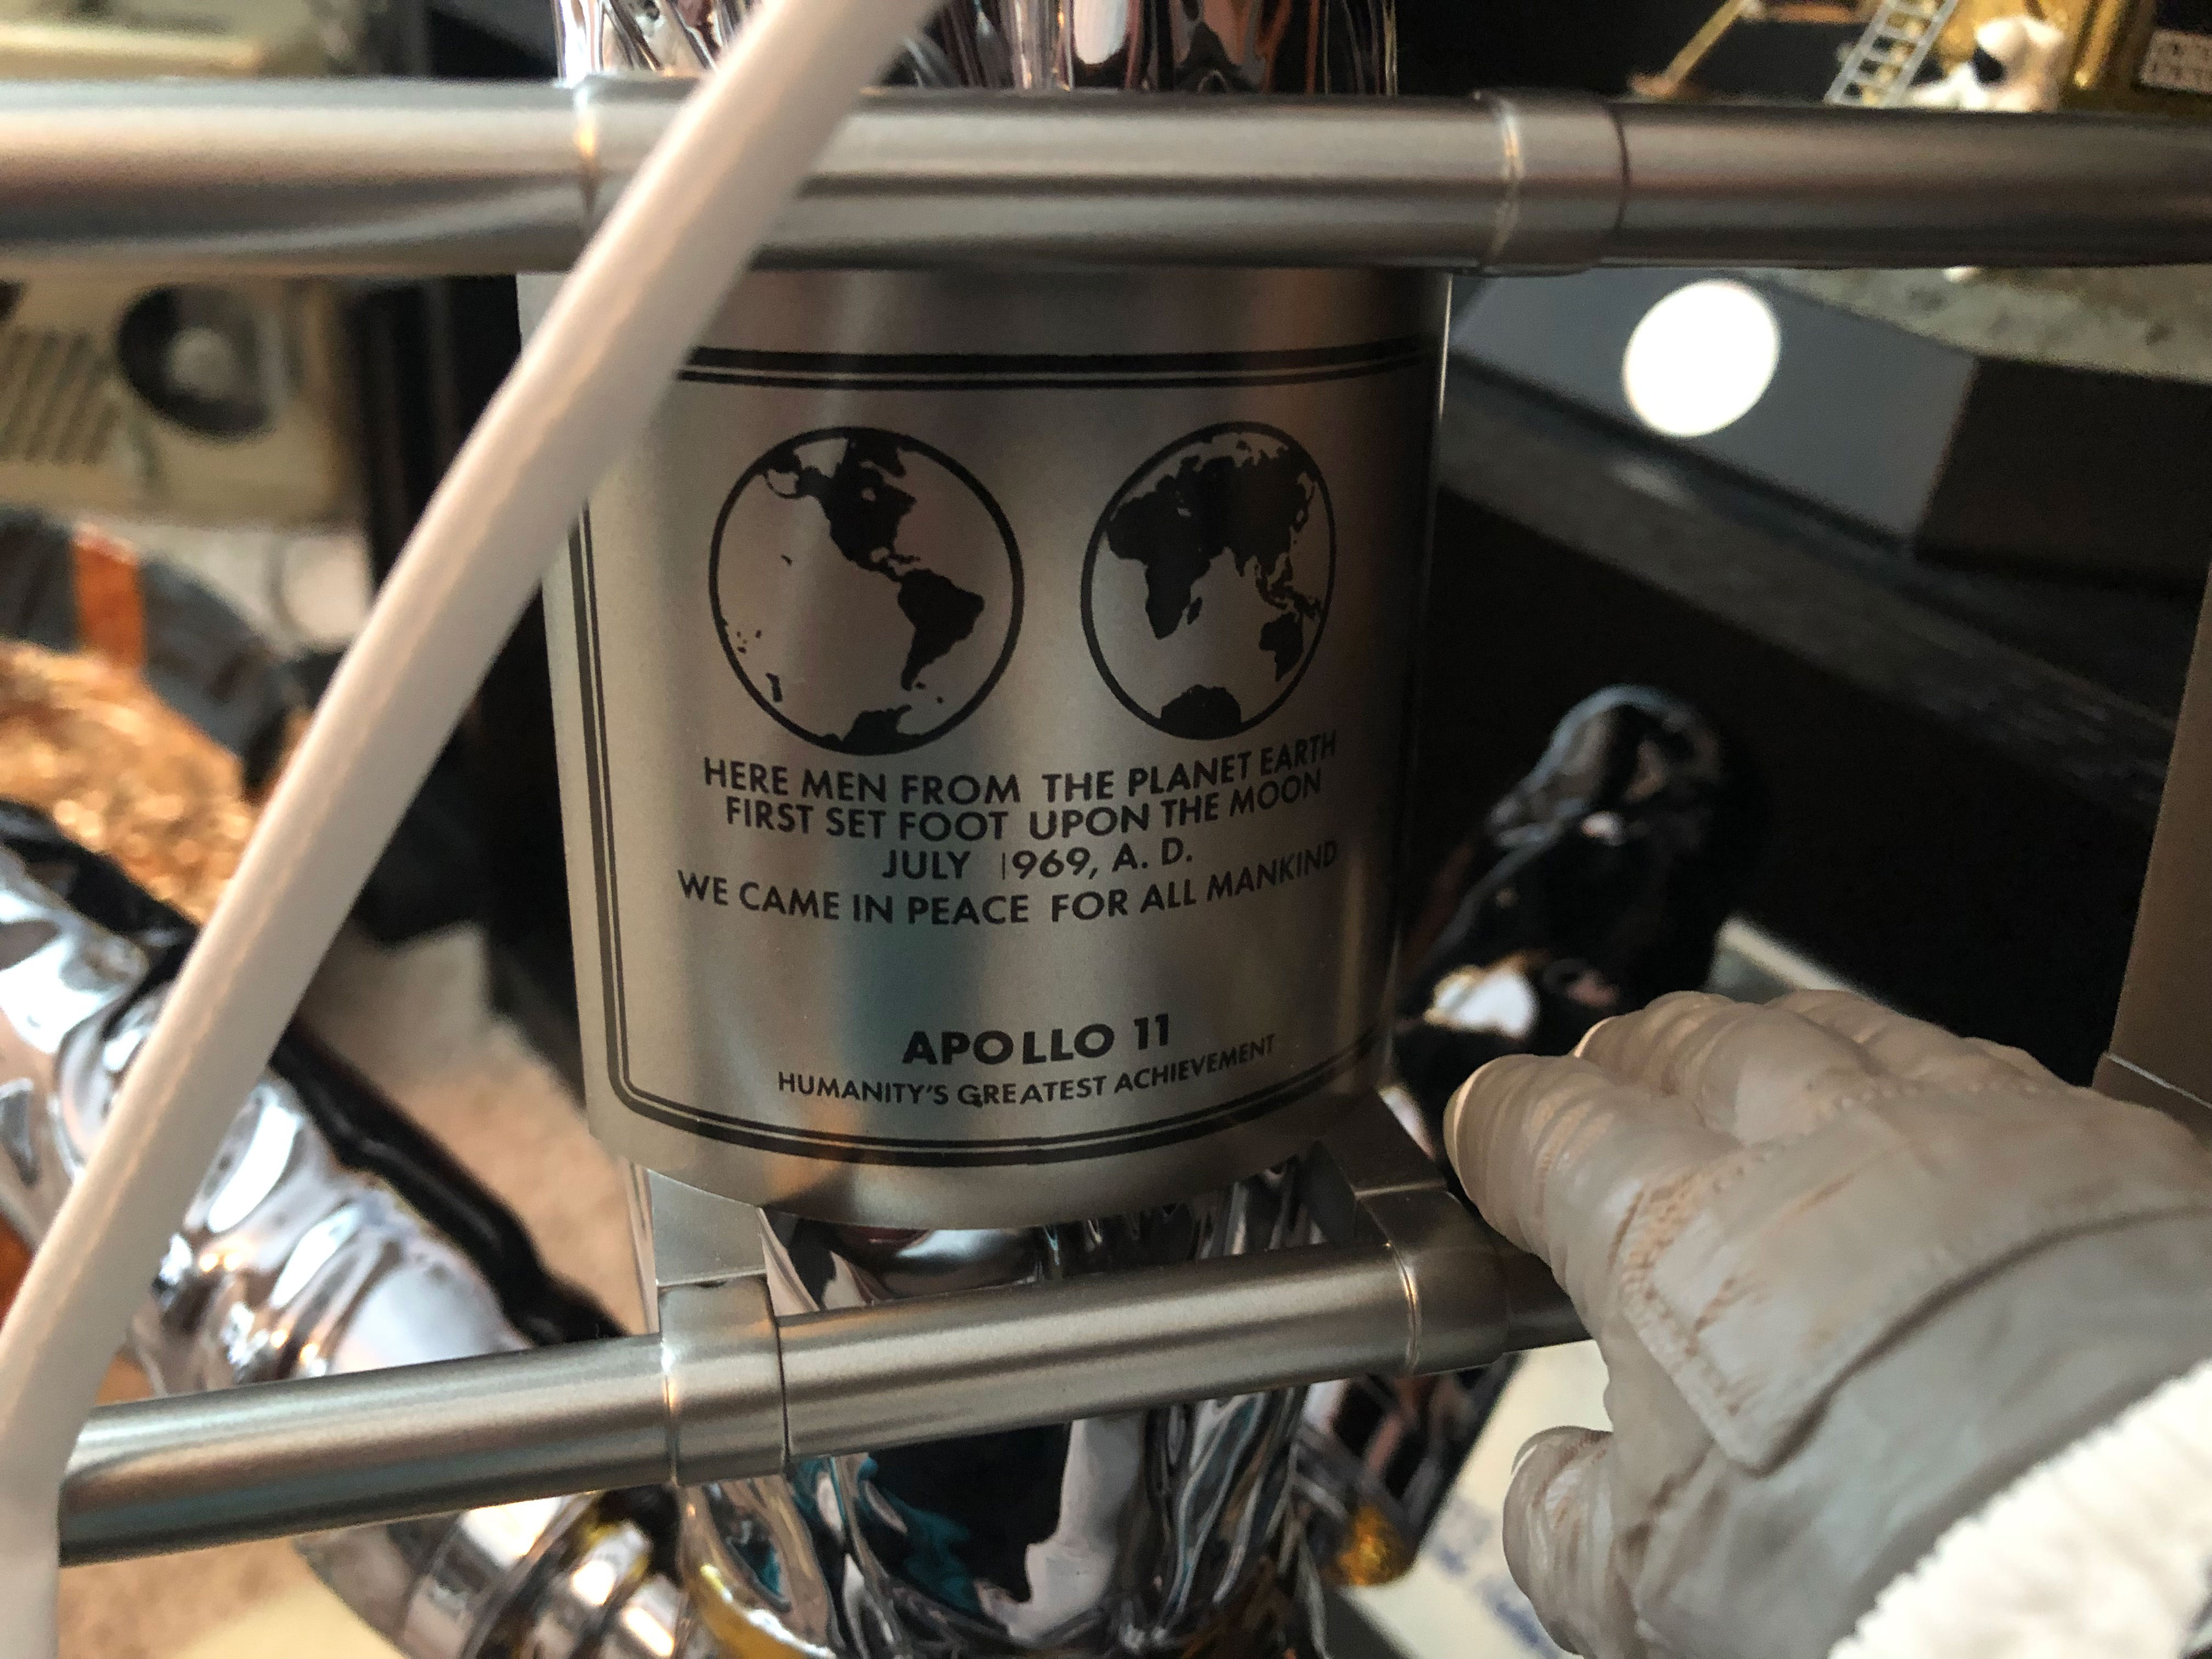 HERE MEN FROM THE PLANET EARTH
FIRST SET FOOT UPON THE MOON
JULY 1969, A. D.
WE CAME IN PEACE FOR ALL MANKIND
APOLLO 11
HUMANITY'S GREATEST ACHIEVEMENT